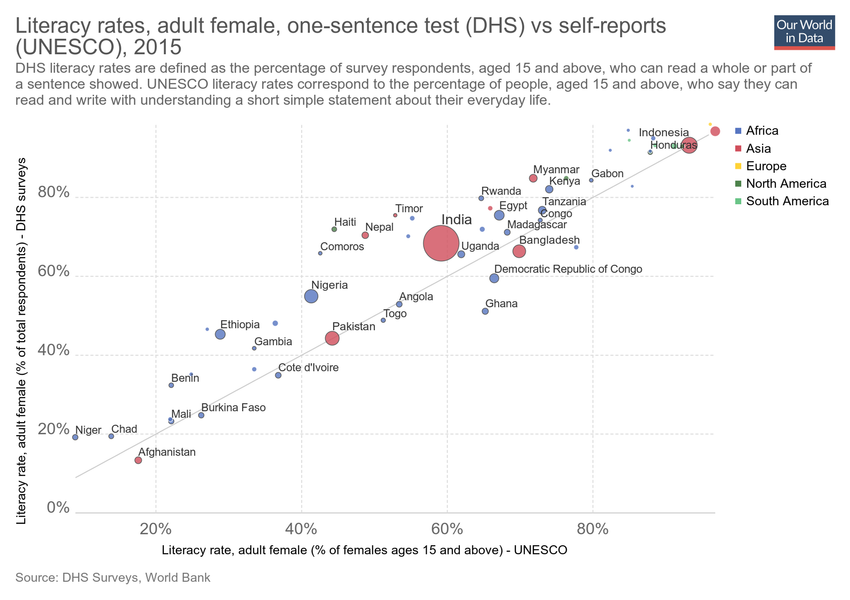 Literacy rates, adult female, one-sentence test (DHS) vs self-reports
(UNESCO), 2015
Our World
in Data
DHS literacy rates are defined as the percentage of survey respondents, aged 15 and above, who can read a whole or part of
a sentence showed. UNESCO literacy rates correspond to the percentage of people, aged 15 and above, who say they can
read and write with understanding a short simple statement about their everyday life.
Literacy rate, adult female (% of total respondents) - DHS surveys
80%
60%
40%
20%
0%
Indonesia
Honduras
Myanmar
Gabon
Kenya
Rwanda
Tanzania
Egypt
Timor
Congo
India
Haiti
Nepal
Madagascar
Bangladesh
Comoros
Uganda
Democratic Republic of Congo
Nigeria
Angola
Ghana
Togo
Ethiopia
Pakistan
Gambia
Cote d'Ivoire
Benin
Burkina Faso
Mali
Niger
Chad
Afghanistan
20%
40%
60%
80%
Literacy rate, adult female (% of females ages 15 and above) - UNESCO
Africa
Asia
Europe
North America
South America
Source: DHS Surveys, World Bank